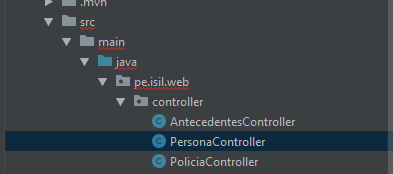 .mvn
src
main
java
pe.isil.web
controller
AntecedentesController
PersonaController
PoliciaController